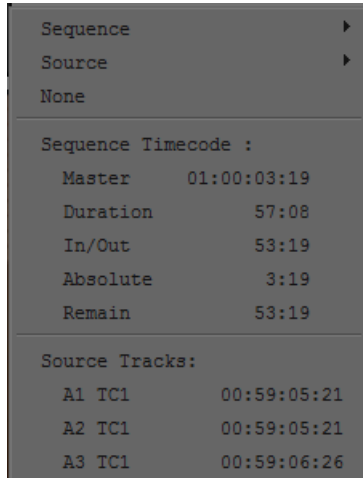 Sequence
Source
None
Sequence Timecode :
Master 01:00:03:19
Duration 57:08
In/Out 53:19
Absolute 3:19
Remain 53:19
Source Tracks:
A1 TC1 00:59:05:21
A2 TC1 00:59:05:21
A3 TC1 00:59:06:26